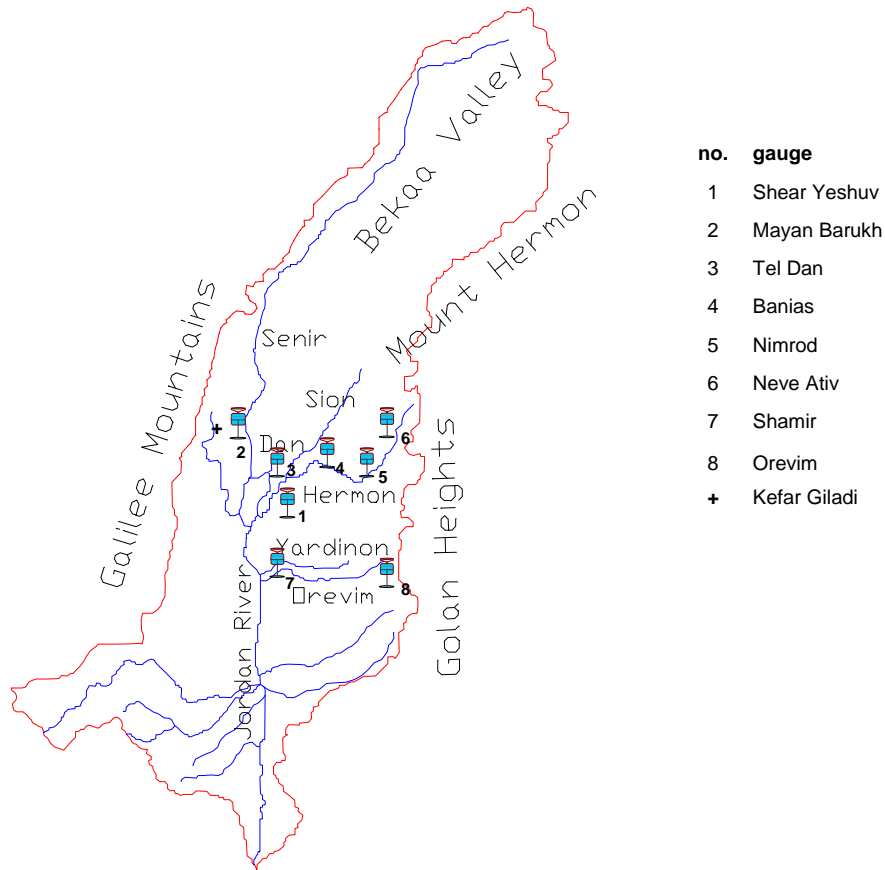 Bekaa Valley
Mount Hermon
Galilee Mountains
Senir
Sion
+
2
Dan
3
4
5
6
Hermon
1
Yardinon
7
Orevim
8
Golan Heights
Jordan River
no. gauge
1 Shear Yeshuv
2 Mayan Barukh
3 Tel Dan
4 Banias
5 Nimrod
6 Neve Ativ
7 Shamir
8 Orevim
+ Kefar Giladi